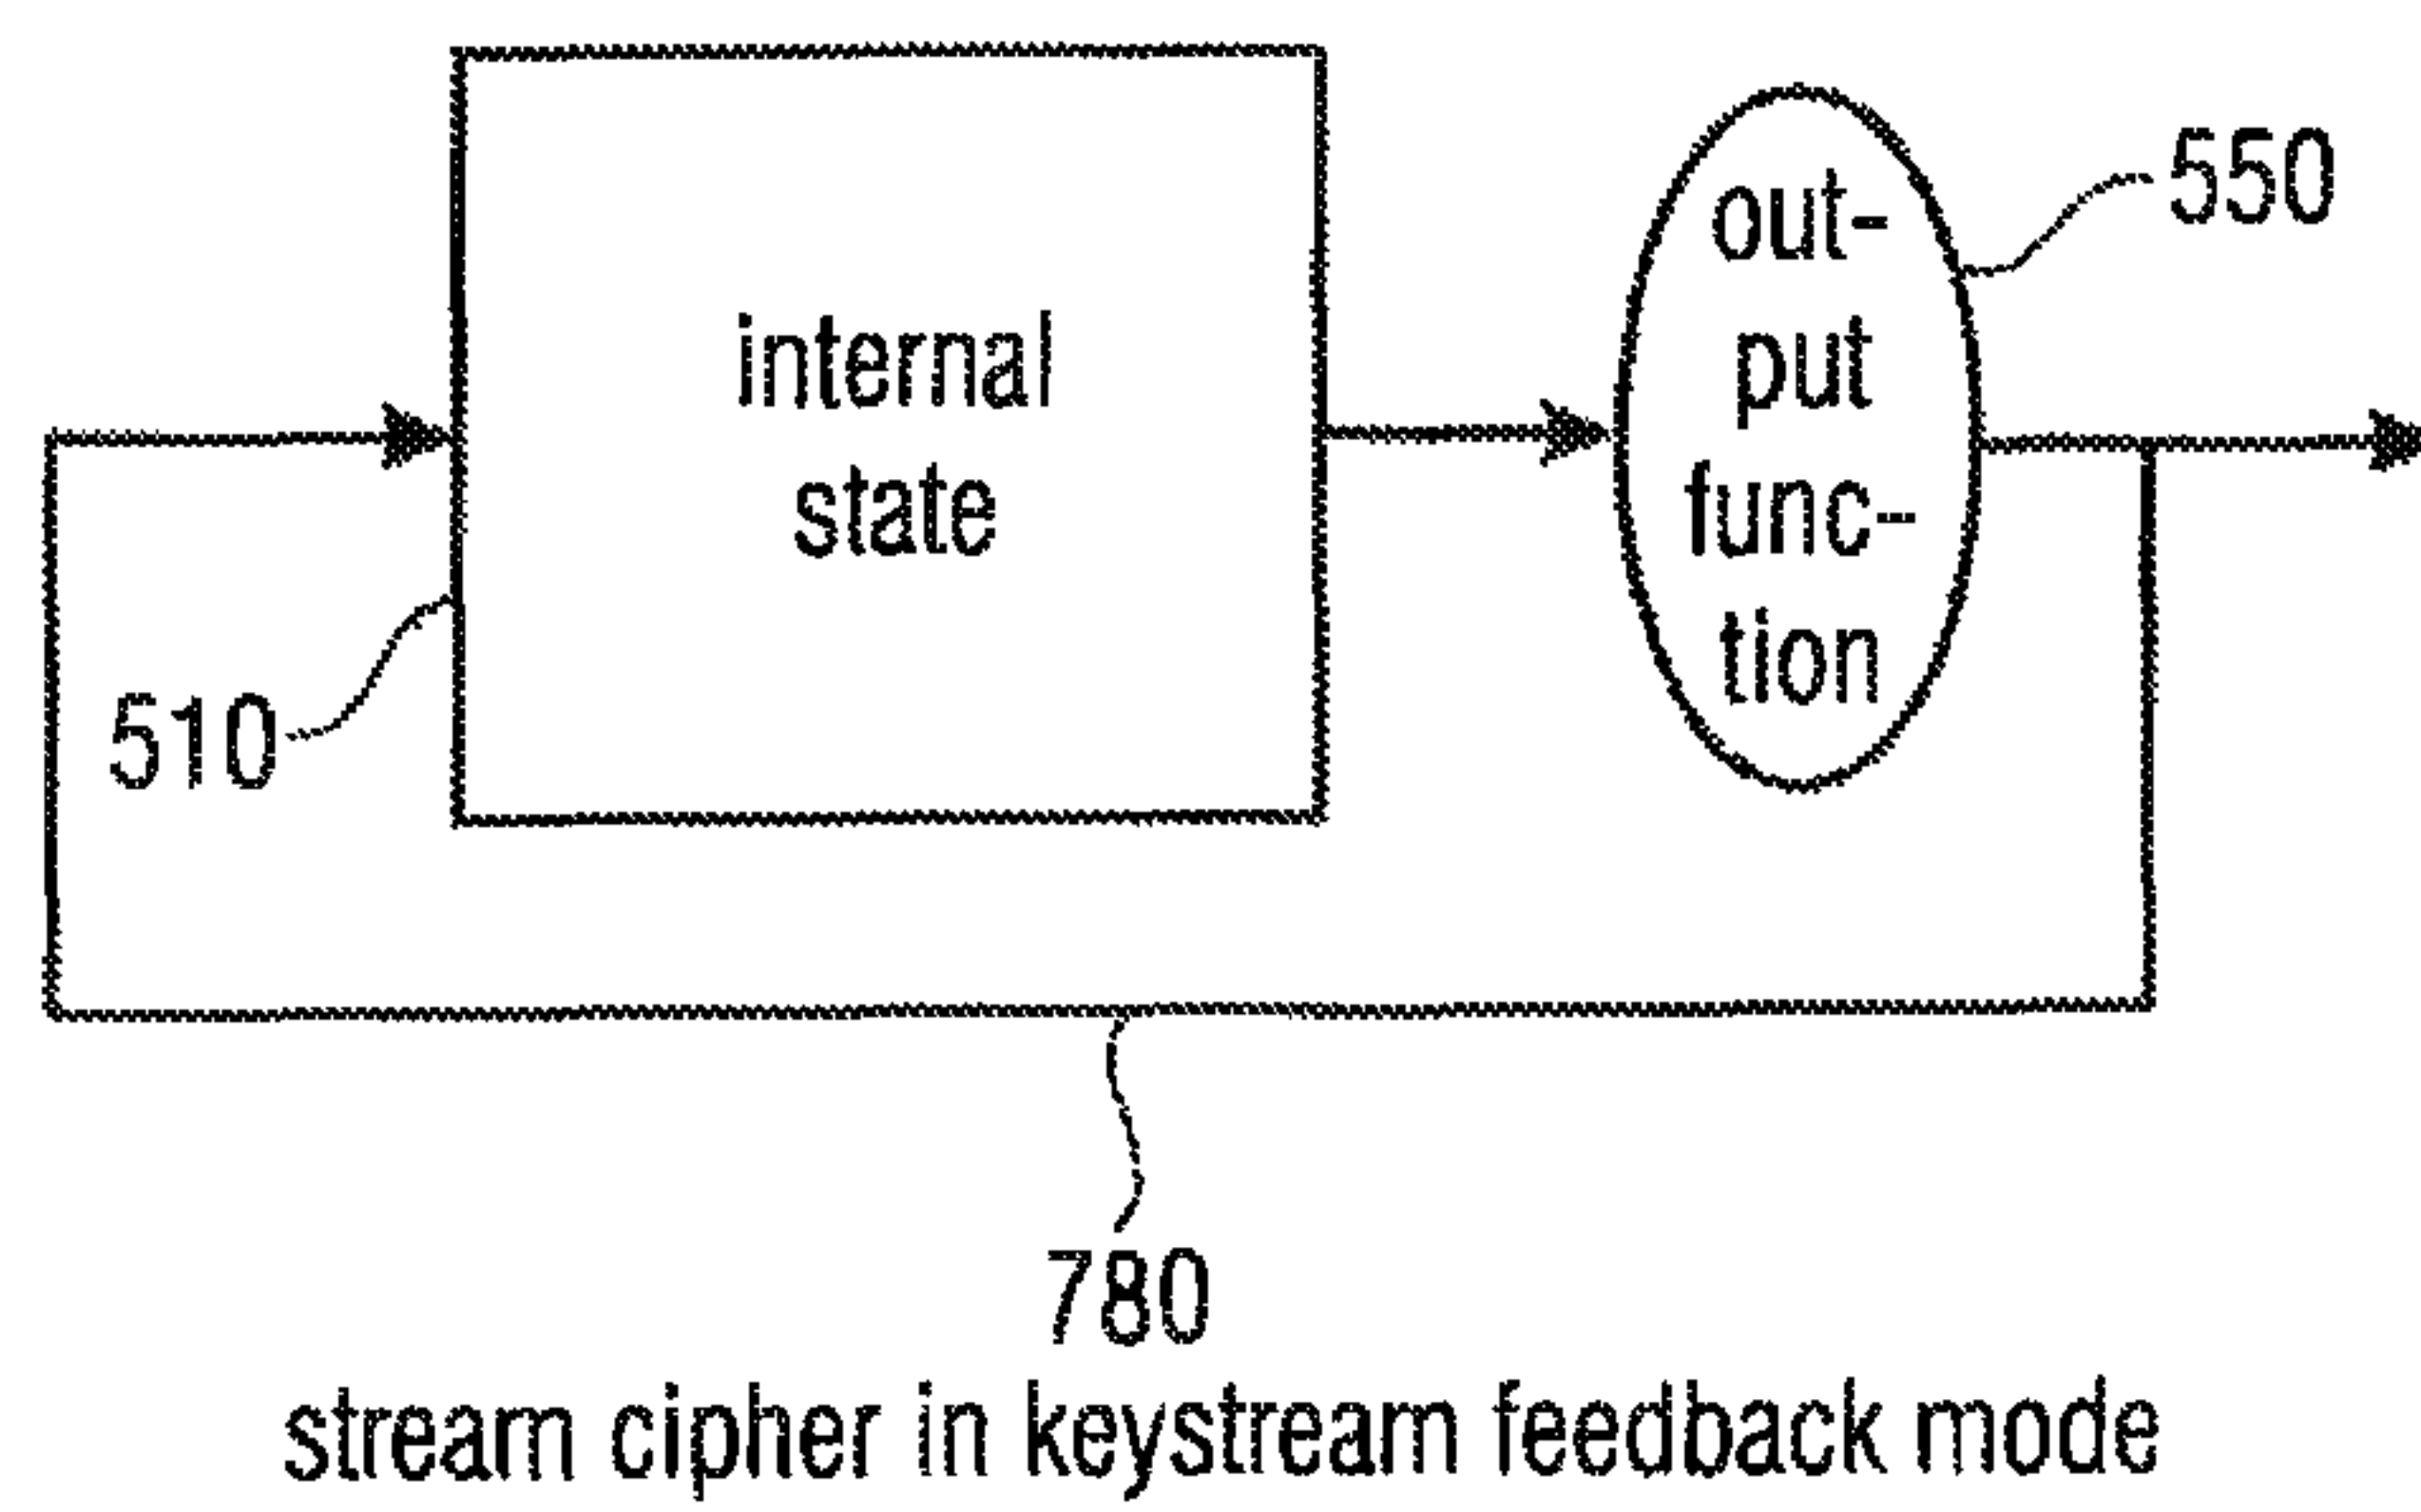 internal
state
out-
put
func-
tion
550
510
780
stream cipher in keystream feedback mode